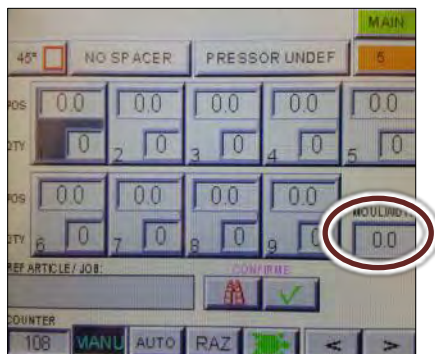 MAIN
45° NO SPACER PRESSOR UNDEF 5
POS 0.0 0.0 0.0 0.0 0.0
QTY 0 2 0 3 0 4 0 5 0
POS 0.0 0.0 0.0 0.0
QTY 6 0 7 0 8 0 9 0 0.0
REF ARTICLE/ JOB: CONFIRME
COUNTER
108 MANU AUTO RAZ < >